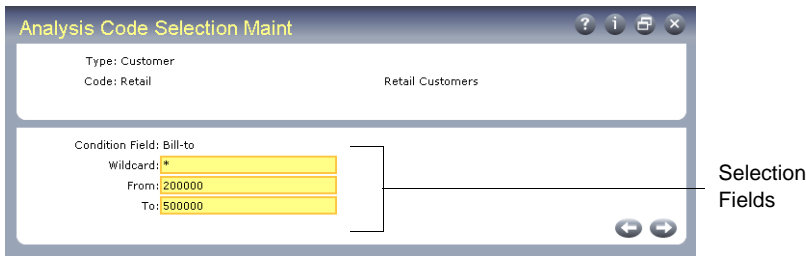 Analysis Code Selection Maint
Type: Customer
Code: Retail Retail Customers
Condition Field: Bill-to
Wildcard: *
From: 200000
To: 500000
Selection
Fields